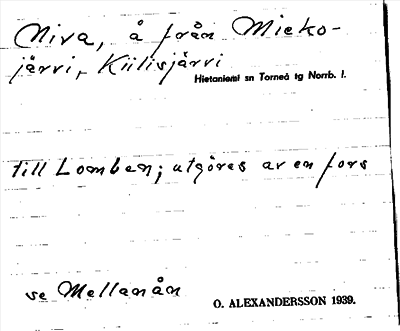 Niva, å från Mieko-
järvi, Kiilisjärvi
Hietaniemi sn Torneå tg Norrb. l.
till Lomben; utgöres av en fors
se Mellanån
O. ALEXANDERSSON 1939.